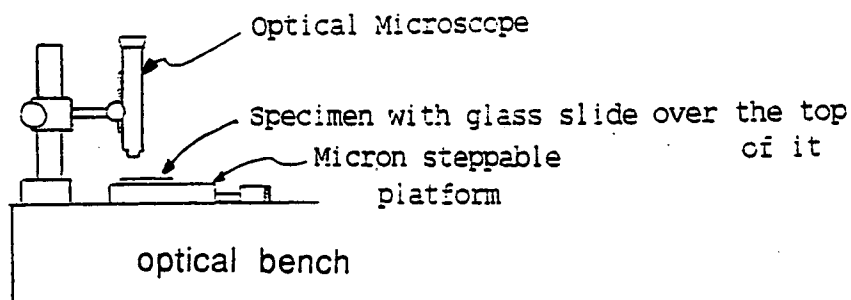 Optical Microscope
Specimen with glass slide over the top
of it
Micron steppable
platform
optical bench